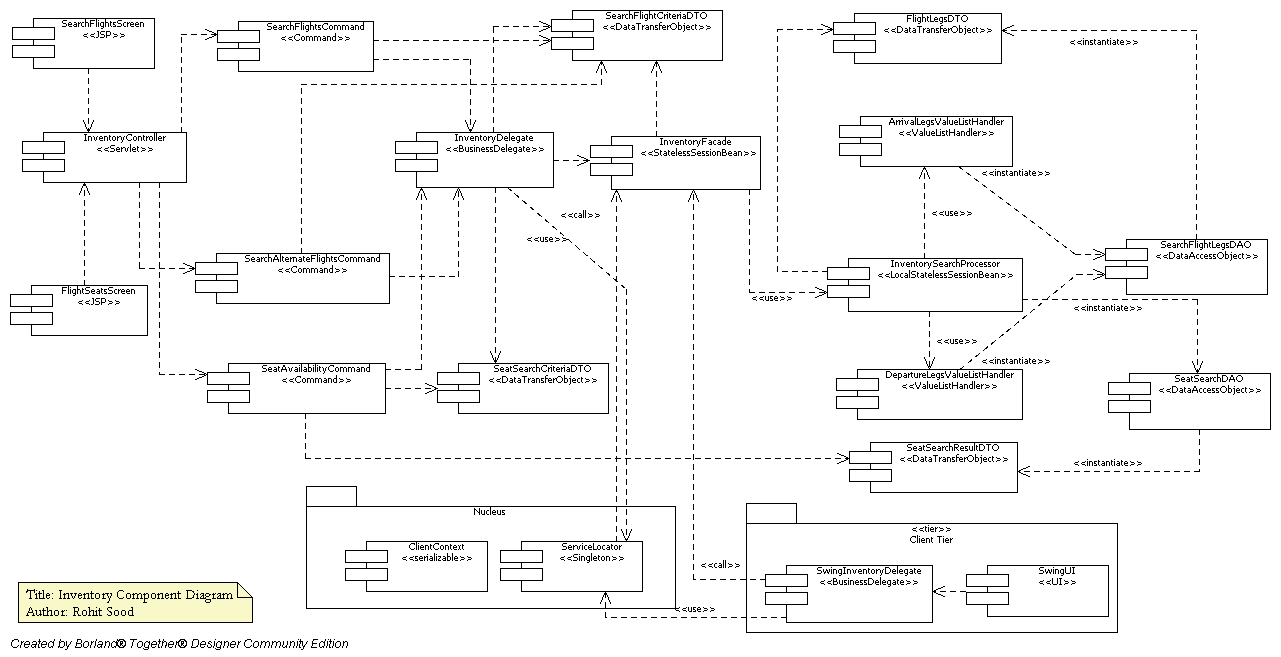 SearchFlightsScreen
<<JSP>>
SearchFlightsCommand
<<Command>>
SearchFlightCriteriaDTO
<<DataTransferObject>>
FlightLegsDTO
<<DataTransferObject>>
<<instantiate>>
InventoryController
<<Servlet>>
InventoryDelegate
<<BusinessDelegate>>
InventoryFacade
<<StatelessSessionBean>>
ArrivalLegsValueListHandler
<<ValueListHandler>>
<<instantiate>>
<<call>>
<<use>>
<<use>>
SearchAlternateFlightsCommand
<<Command>>
InventorySearchProcessor
<<LocalStatelessSessionBean>>
SearchFlightLegsDAO
<<DataAccessObject>>
FlightSeatsScreen
<<JSP>>
<<use>>
<<instantiate>>
<<use>>
<<instantiate>>
SeatAvailabilityCommand
<<Command>>
SeatSearchCriteriaDTO
<<DataTransferObject>>
DepartureLegsValueListHandler
<<ValueListHandler>>
SeatSearchDAO
<<DataAccessObject>>
SeatSearchResultDTO
<<DataTransferObject>>
<<instantiate>>
Nucleus
ClientContext
<<serializable>>
ServiceLocator
<<Singleton>>
<<tier>>
Client Tier
<<call>>
SwingInventoryDelegate
<<BusinessDelegate>>
SwingUI
<<UI>>
<<use>>
Title: Inventory Component Diagram
Author: Rohit Sood
Created by Borland® Together® Designer Community Edition